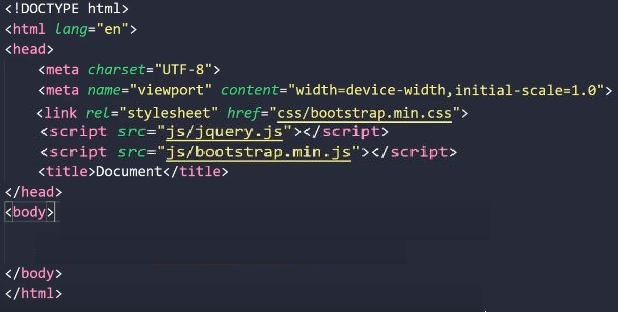 <!DOCTYPE html>
<html lang="en">
<head>
<meta charset="UTF-8">
<meta name="viewport" content="width=device-width,initial-scale=1.0">
<link rel="stylesheet" href="css/bootstrap.min.css">
<script src="js/jquery.js"></script>
<script src="js/bootstrap.min.js"></script>
<title>Document</title>
</head>
<body>
</body>
</html>